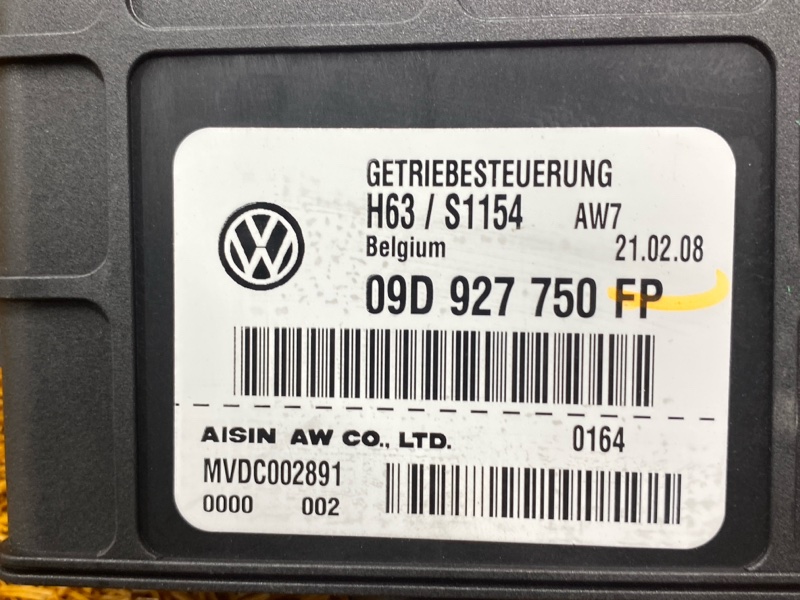 GETRIEBESTEUERUNG
H63 / S1154 AW7
Belgium 21.02.08
09D 927 750 FP
AISIN AW CO., LTD. 0164
MVDC002891
0000 002